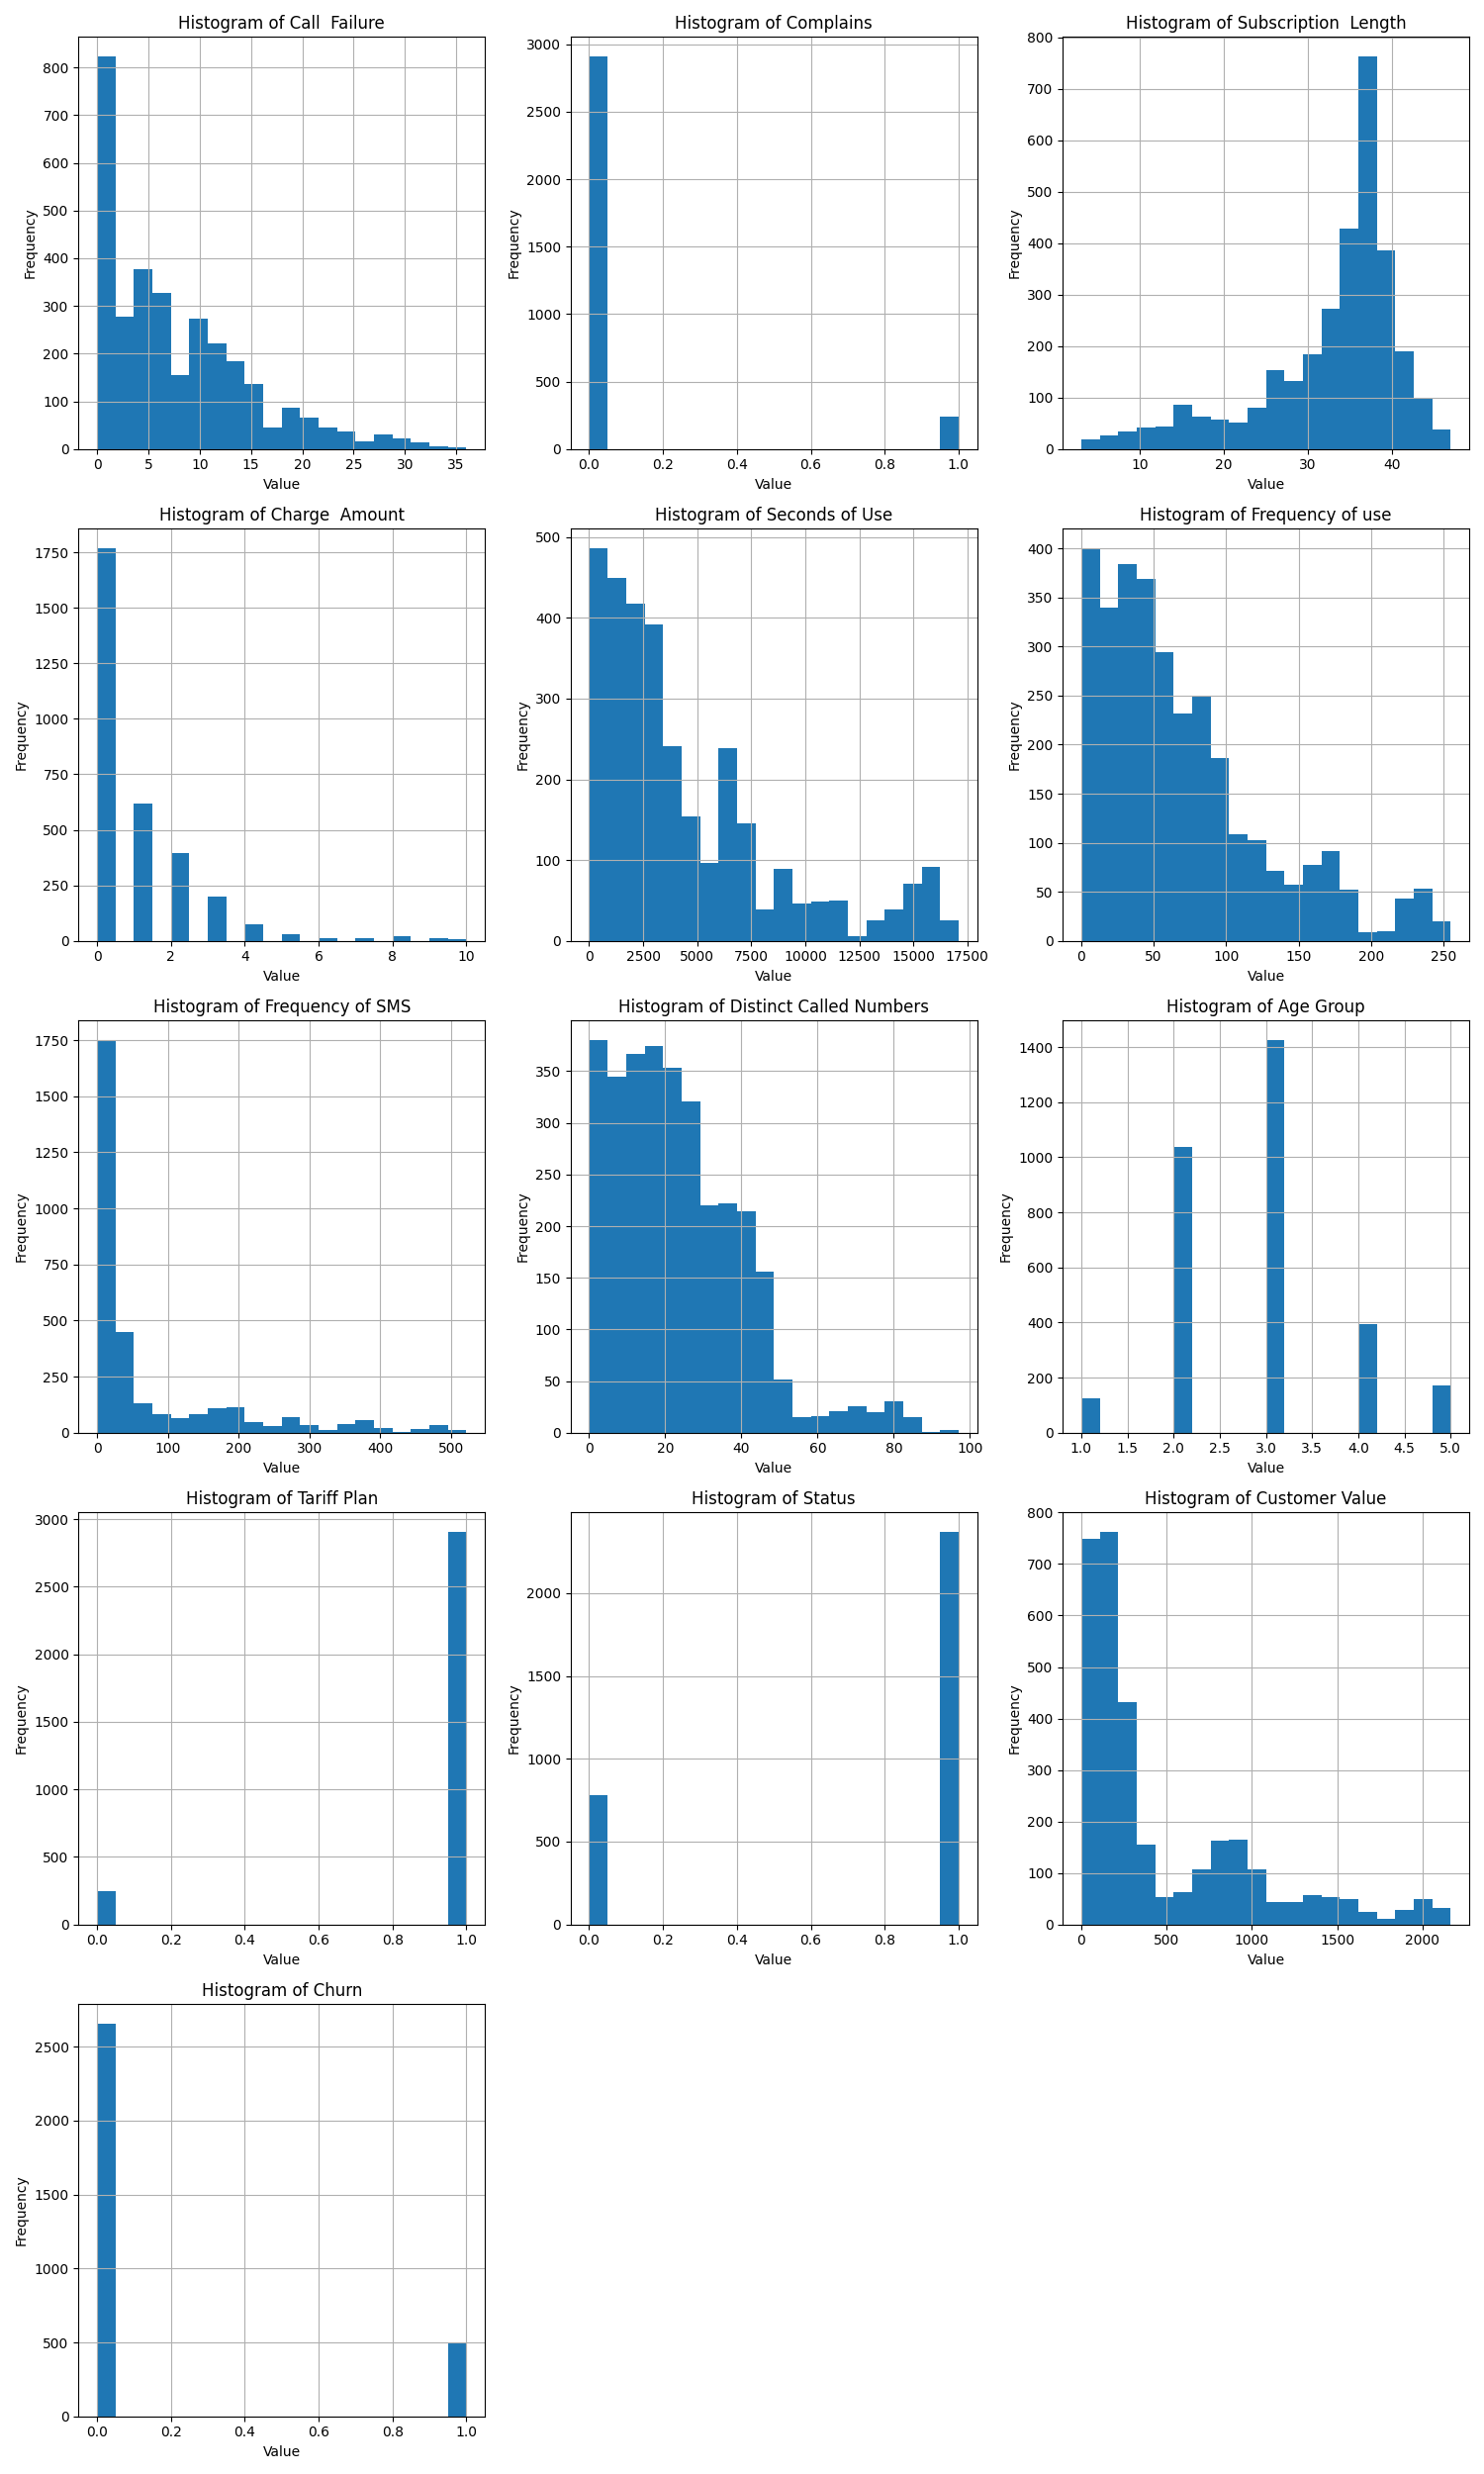 Histogram of Call  Failure
Frequency
800
700
600
500
400
300
200
100
0
0 5 10 15 20 25 30 35
Value
Histogram of Complains
Frequency
3000
2500
2000
1500
1000
500
0
0.0 0.2 0.4 0.6 0.8 1.0
Value
Histogram of Subscription  Length
Frequency
800
700
600
500
400
300
200
100
0
10 20 30 40
Value
Histogram of Charge  Amount
Frequency
1750
1500
1250
1000
750
500
250
0
0 2 4 6 8 10
Value
Histogram of Seconds of Use
Frequency
500
400
300
200
100
0
0 2500 5000 7500 10000 12500 15000 17500
Value
Histogram of Frequency of use
Frequency
400
350
300
250
200
150
100
50
0
0 50 100 150 200 250
Value
Histogram of Frequency of SMS
Frequency
1750
1500
1250
1000
750
500
250
0
0 100 200 300 400 500
Value
Histogram of Distinct Called Numbers
Frequency
350
300
250
200
150
100
50
0
0 20 40 60 80 100
Value
Histogram of Age Group
Frequency
1400
1200
1000
800
600
400
200
0
1.0 1.5 2.0 2.5 3.0 3.5 4.0 4.5 5.0
Value
Histogram of Tariff Plan
Frequency
3000
2500
2000
1500
1000
500
0
0.0 0.2 0.4 0.6 0.8 1.0
Value
Histogram of Status
Frequency
2000
1500
1000
500
0
0.0 0.2 0.4 0.6 0.8 1.0
Value
Histogram of Customer Value
Frequency
800
700
600
500
400
300
200
100
0
0 500 1000 1500 2000
Value
Histogram of Churn
Frequency
2500
2000
1500
1000
500
0
0.0 0.2 0.4 0.6 0.8 1.0
Value